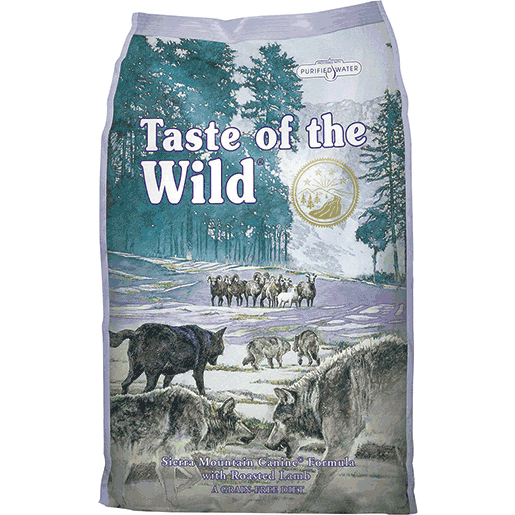 PURIFIED WATER
Taste of the
Wild®
Sierra Mountain Canine® Formula
with Roasted Lamb
A GRAIN-FREE DIET